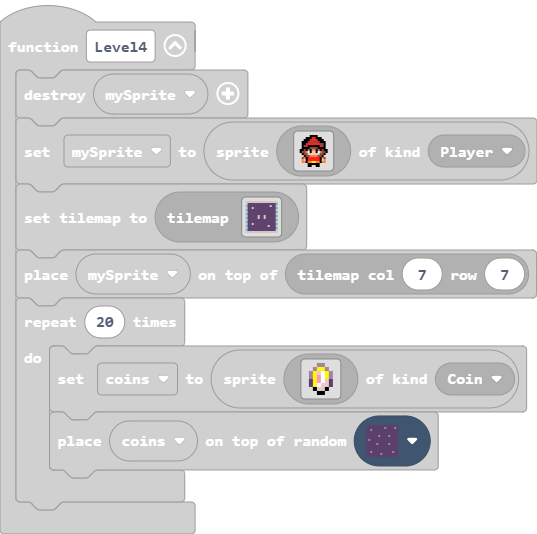 function Level4
destroy mySprite
set mySprite to sprite of kind Player
set tilemap to tilemap
place mySprite on top of tilemap col 7 row 7
repeat 20 times
do
set coins to sprite of kind Coin
place coins on top of random